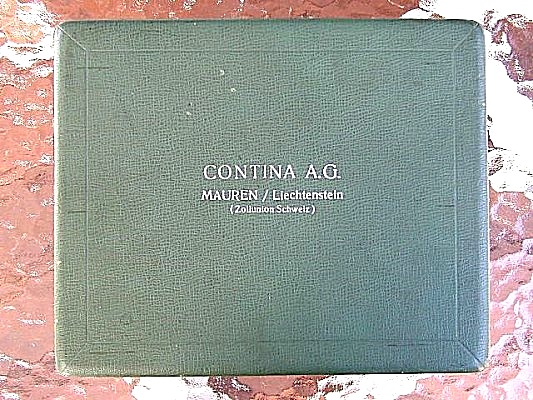 CONTINA A.G.
MAUREN / Liechtenstein
(Zollunion Schweiz)